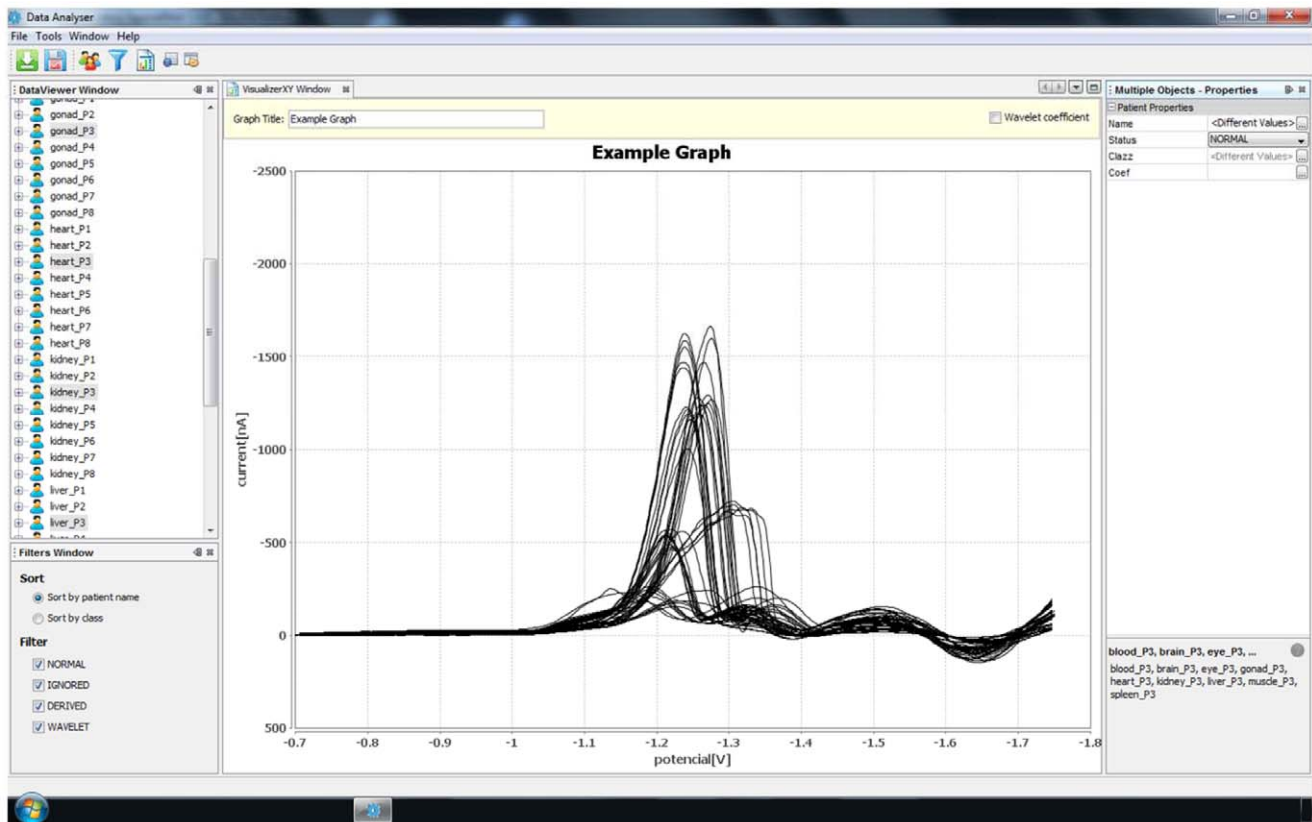 Data Analyser
File Tools Window Help
DataViewer Window
gonad_P2
gonad_P3
gonad_P4
gonad_P5
gonad_P6
gonad_P7
gonad_P8
heart_P1
heart_P2
heart_P3
heart_P4
heart_P5
heart_P6
heart_P7
heart_P8
kidney_P1
kidney_P2
kidney_P3
kidney_P4
kidney_P5
kidney_P6
kidney_P7
kidney_P8
liver_P1
liver_P2
liver_P3
Filters Window
Sort
Sort by patient name
Sort by class
Filter
NORMAL
IGNORED
DERIVED
WAVELET
VisualizerXY Window
Graph Title: Example Graph
Wavelet coefficient
Example Graph
-2500
-2000
-1500
-1000
-500
0
500
current[nA]
-0.7 -0.8 -0.9 -1 -1.1 -1.2 -1.3 -1.4 -1.5 -1.6 -1.7 -1.8
potencial[V]
Multiple Objects - Properties
Patient Properties
Name <Different Values> ...
Status NORMAL
Clazz <Different Values> ...
Coef ...
blood_P3, brain_P3, eye_P3, ...
blood_P3, brain_P3, eye_P3, gonad_P3,
heart_P3, kidney_P3, liver_P3, muscle_P3,
spleen_P3